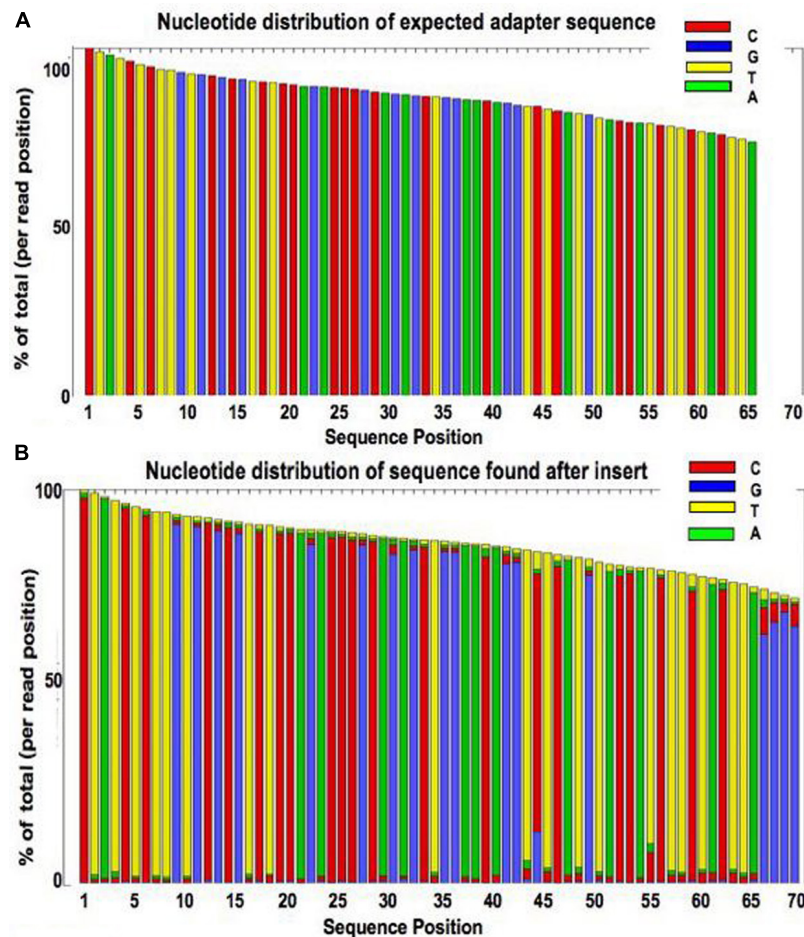 A
Nucleotide distribution of expected adapter sequence
C
G
T
A
100
50
0
% of total (per read position)
1 5 10 15 20 25 30 35 40 45 50 55 60 65 70
Sequence Position
B
Nucleotide distribution of sequence found after insert
C
G
T
A
100
50
0
% of total (per read position)
1 5 10 15 20 25 30 35 40 45 50 55 60 65 70
Sequence Position